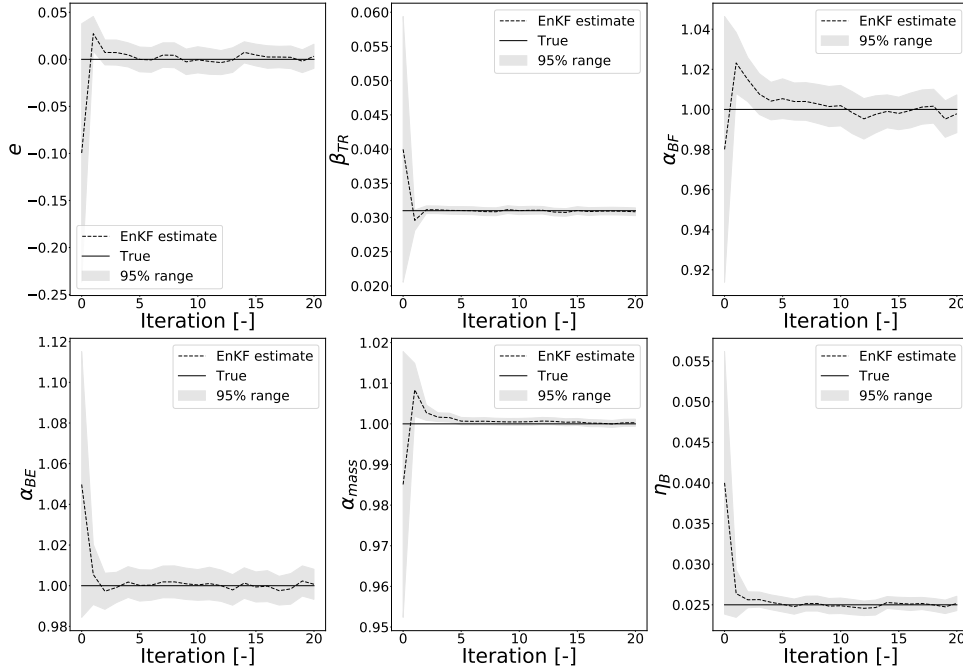 0.05
0.00
−0.05
−0.10
−0.15
−0.20
−0.25
e
EnKF estimate
True
95% range
0 5 10 15 20
Iteration [-]
0.060
0.055
0.050
0.045
0.040
0.035
0.030
0.025
0.020
β_TR
EnKF estimate
True
95% range
0 5 10 15 20
Iteration [-]
1.04
1.02
1.00
0.98
0.96
0.94
0.92
α_BF
EnKF estimate
True
95% range
0 5 10 15 20
Iteration [-]
1.12
1.10
1.08
1.06
1.04
1.02
1.00
0.98
α_BE
EnKF estimate
True
95% range
0 5 10 15 20
Iteration [-]
1.02
1.01
1.00
0.99
0.98
0.97
0.96
0.95
α_mass
EnKF estimate
True
95% range
0 5 10 15 20
Iteration [-]
0.055
0.050
0.045
0.040
0.035
0.030
0.025
η_B
EnKF estimate
True
95% range
0 5 10 15 20
Iteration [-]